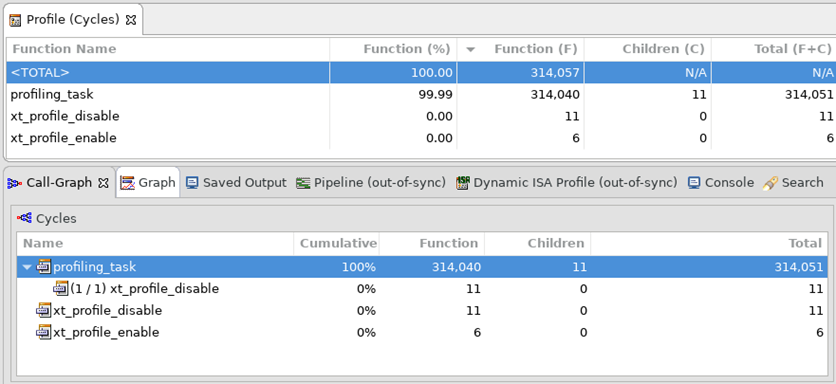 Profile (Cycles)
Function Name Function (%) Function (F) Children (C) Total (F+C)
<TOTAL> 100.00 314,057 N/A N/A
profiling_task 99.99 314,040 11 314,051
xt_profile_disable 0.00 11 0 11
xt_profile_enable 0.00 6 0 6
Call-Graph Graph Saved Output Pipeline (out-of-sync) Dynamic ISA Profile (out-of-sync) Console Search
Cycles
Name Cumulative Function Children Total
profiling_task 100% 314,040 11 314,051
(1 / 1) xt_profile_disable 0% 11 0 11
xt_profile_disable 0% 11 0 11
xt_profile_enable 0% 6 0 6